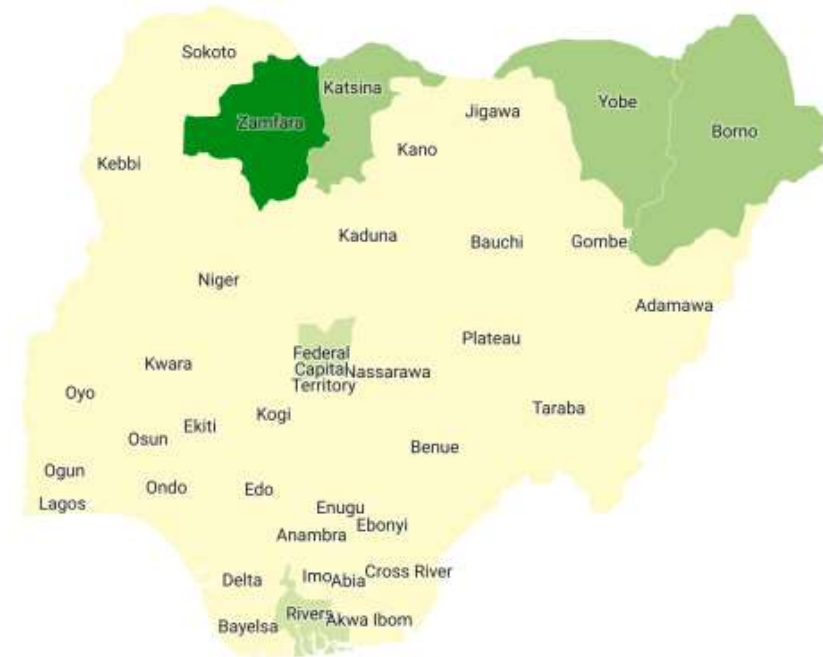 Sokoto
Katsina
Zamfara
Jigawa
Yobe
Borno
Kano
Kebbi
Kaduna
Bauchi
Gombe
Niger
Adamawa
Plateau
Federal
Capital
Territory
Nassarawa
Kwara
Oyo
Taraba
Kogi
Ekiti
Osun
Benue
Ogun
Lagos
Ondo
Edo
Enugu
Ebonyi
Anambra
Delta
Imo
Abia
Cross River
Rivers
Akwa Ibom
Bayelsa